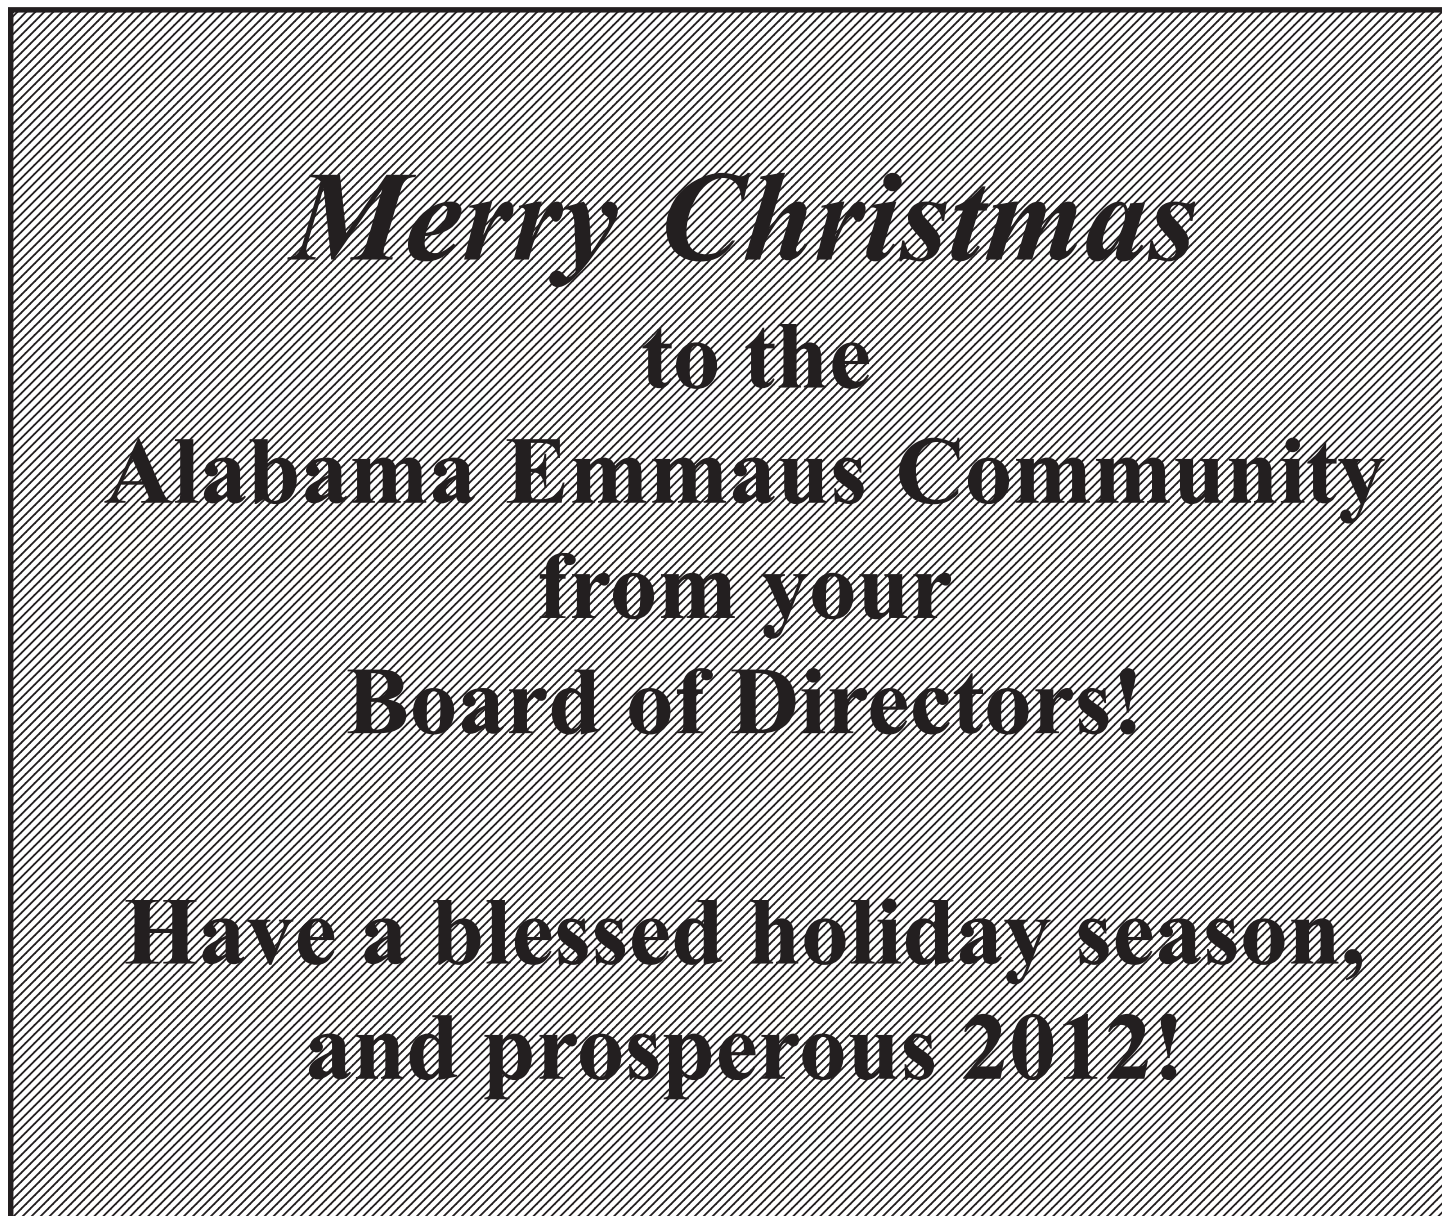 Merry Christmas
to the
Alabama Emmaus Community
from your
Board of Directors!
Have a blessed holiday season,
and prosperous 2012!